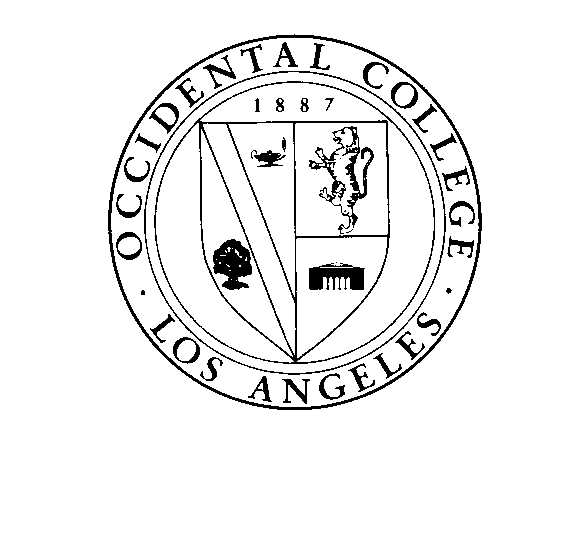 OCCIDENTAL COLLEGE
1887
· LOS ANGELES ·